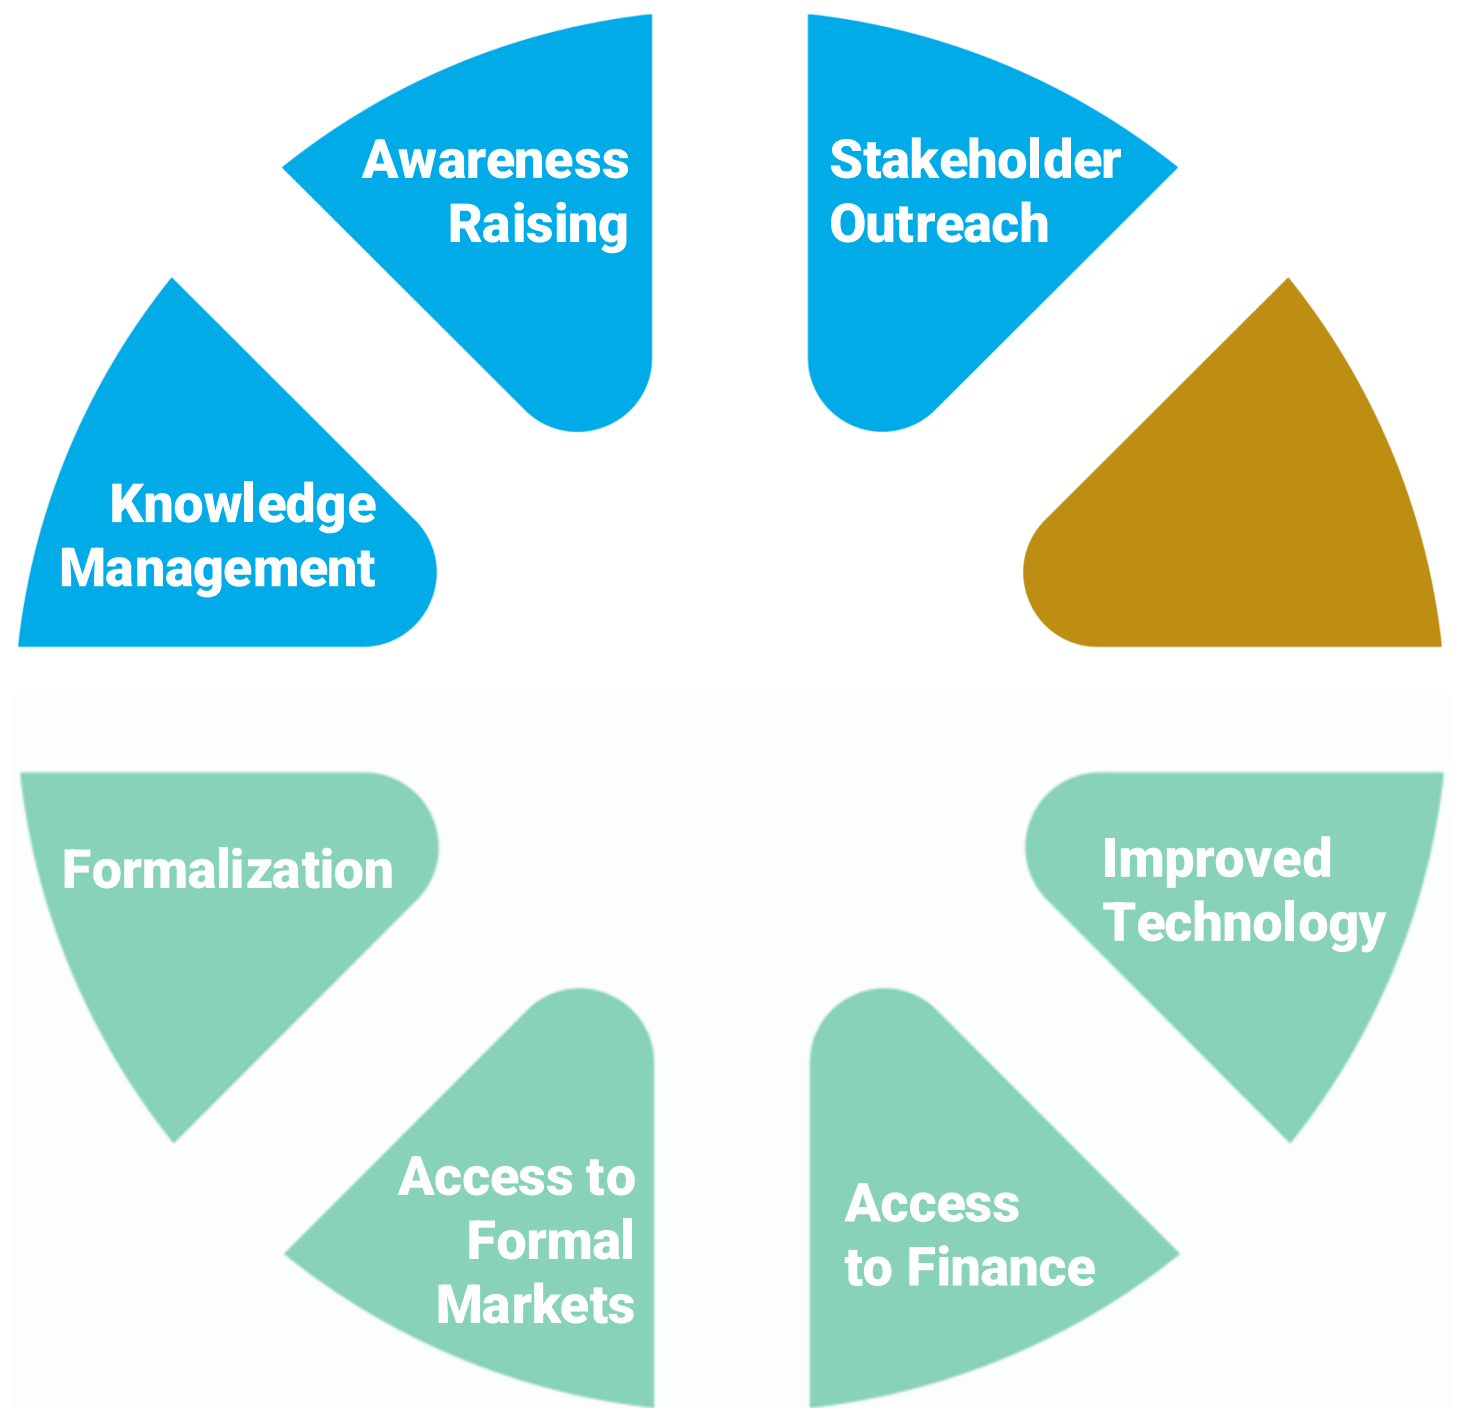 Awareness
Raising
Stakeholder
Outreach
Knowledge
Management
Formalization
Improved
Technology
Access to
Formal
Markets
Access
to Finance